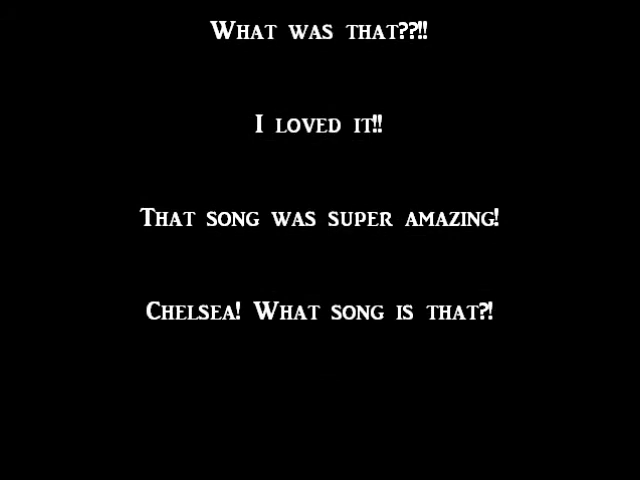 What was that??!!
I loved it!!
That song was super amazing!
Chelsea! What song is that?!